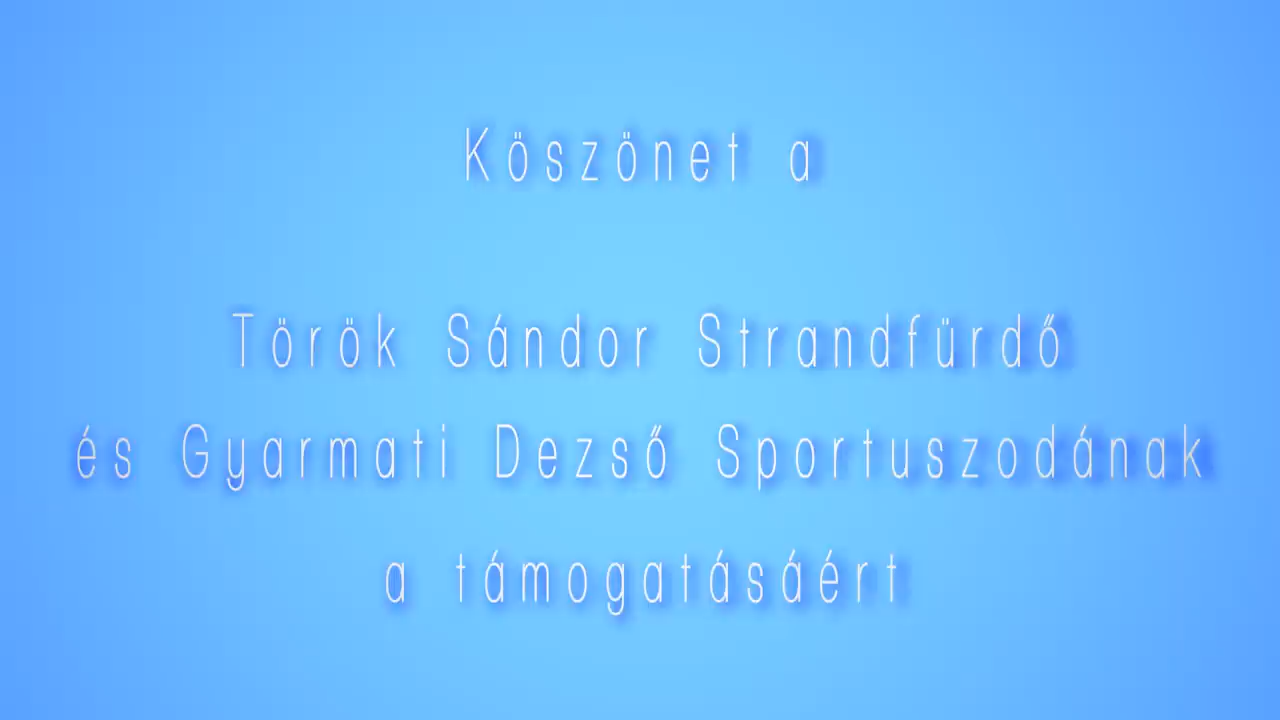 Köszönet a
Török Sándor Strandfürdő
és Gyarmati Dezső Sportuszodának
a támogatásáért